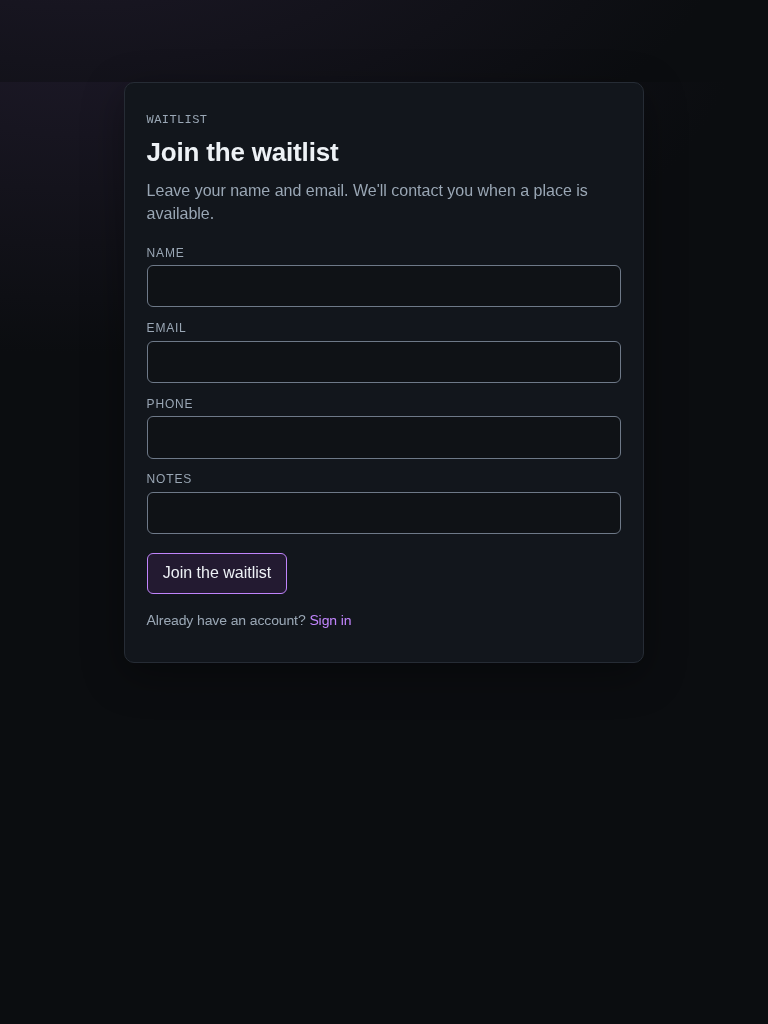 WAITLIST
Join the waitlist
Leave your name and email. We'll contact you when a place is
available.
NAME
EMAIL
PHONE
NOTES
Join the waitlist
Already have an account? Sign in